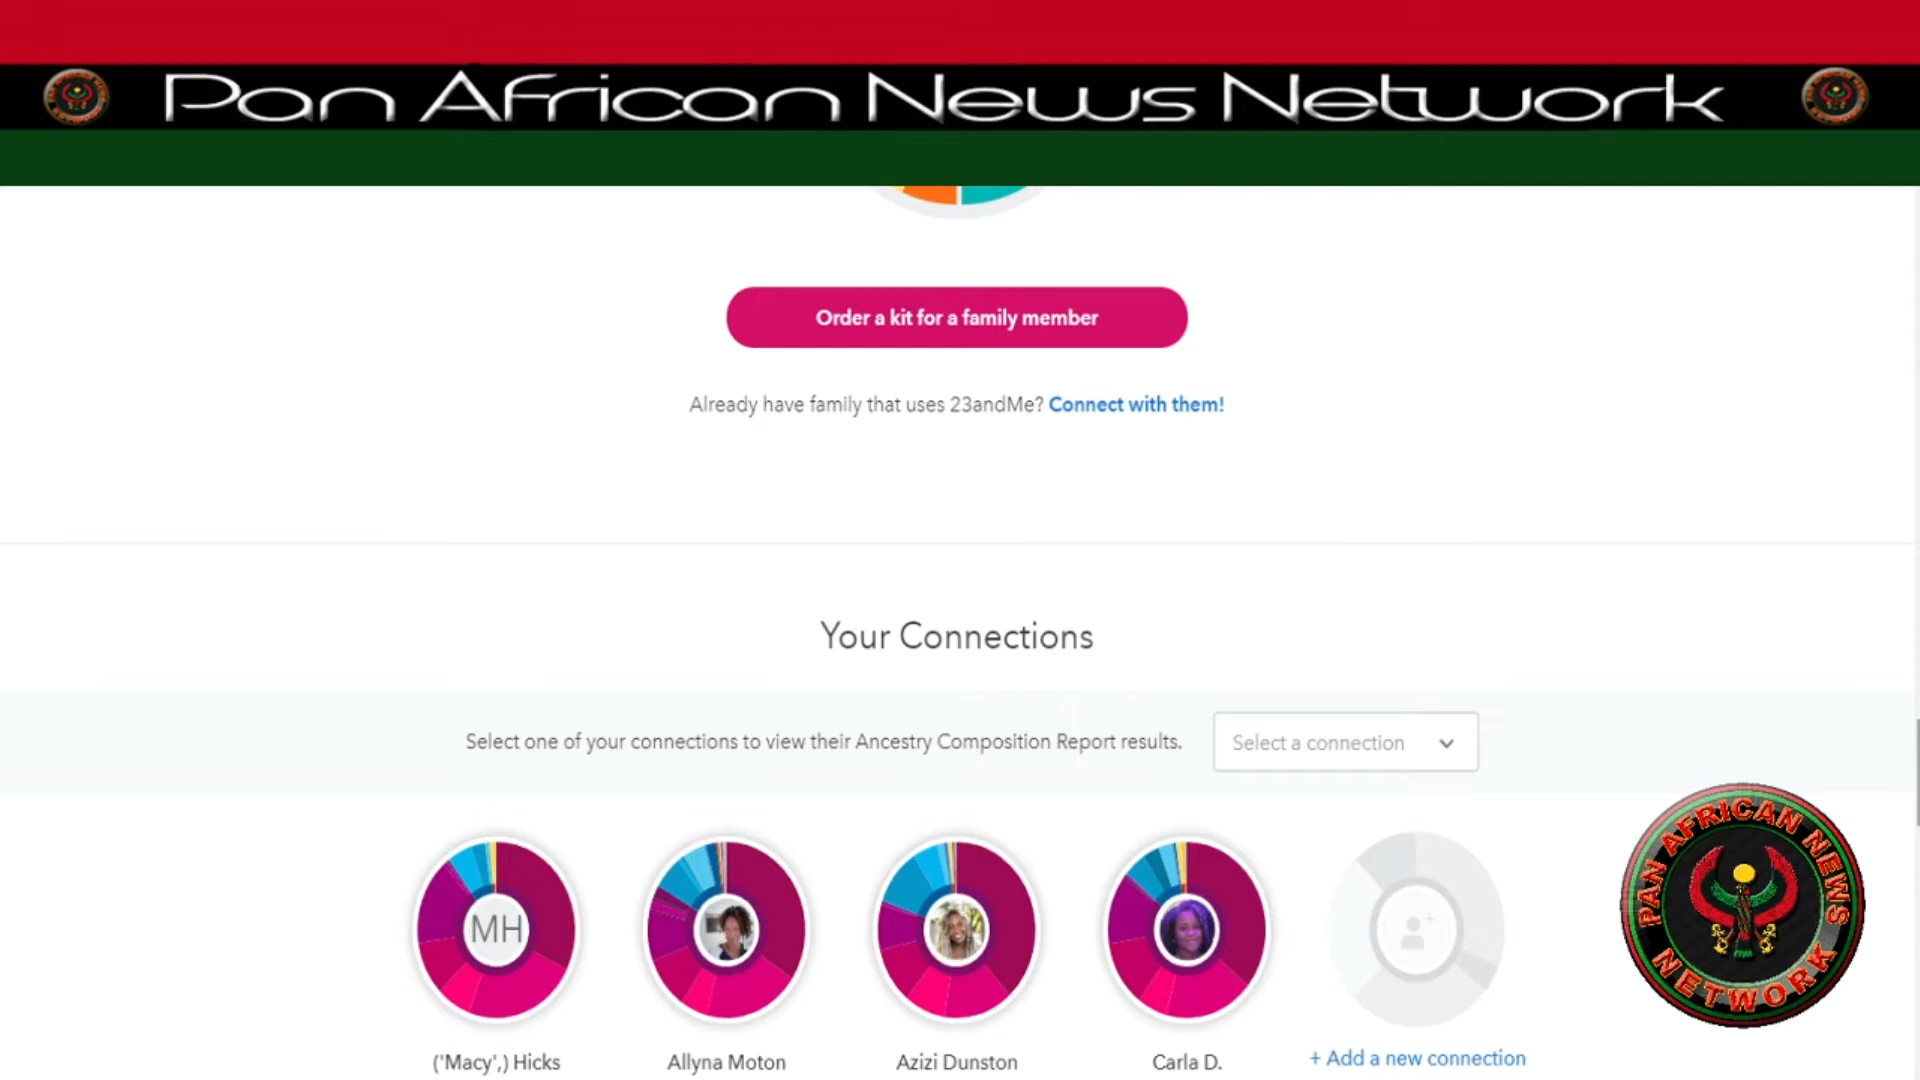 Pan African News Network
Order a kit for a family member
Already have family that uses 23andMe? Connect with them!
Your Connections
Select one of your connections to view their Ancestry Composition Report results.
Select a connection
MH
('Macy',) Hicks
Allyna Moton
Azizi Dunston
Carla D.
+ Add a new connection
PAN AFRICAN NEWS
NETWORK